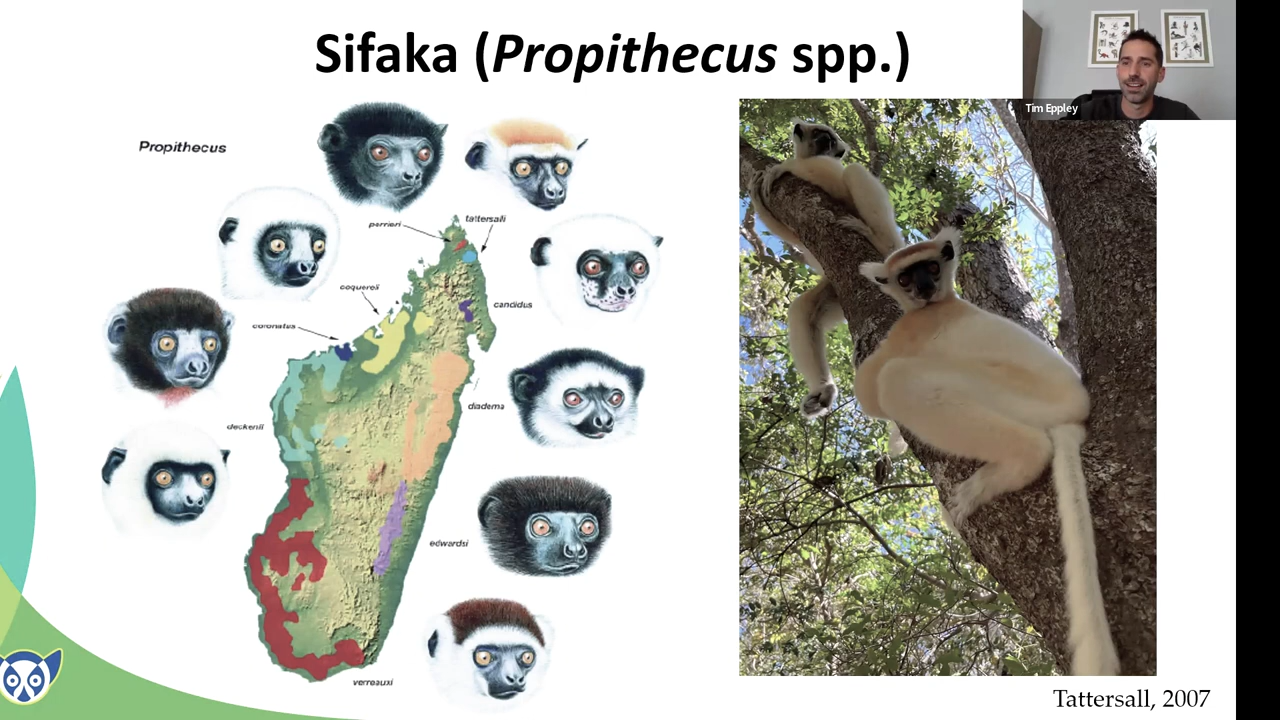 Sifaka (Propithecus spp.)
Tim Eppley
Propithecus
perrieri
tattersalli
coquereli
candidus
coronatus
diadema
deckenii
edwardsi
verreauxi
Tattersall, 2007